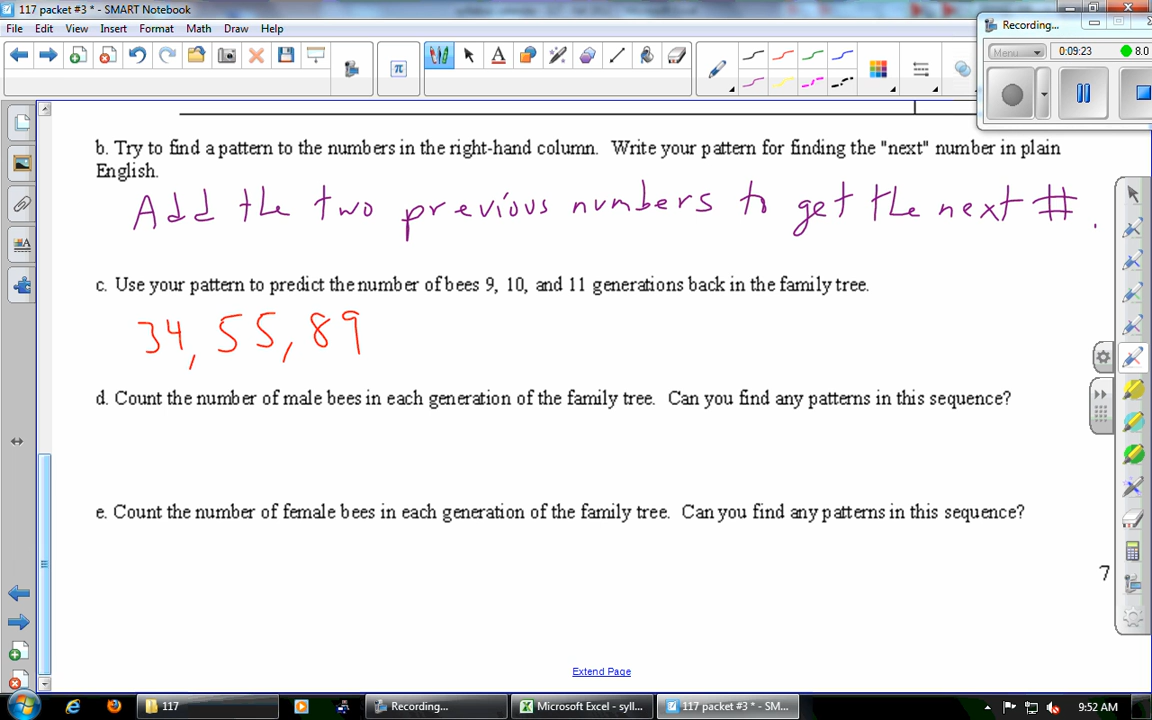 117 packet #3 * - SMART Notebook
Recording...
File Edit View Insert Format Math Draw Help
Menu 00:09:23 8.0
π
A
b. Try to find a pattern to the numbers in the right-hand column. Write your pattern for finding the "next" number in plain
English.
Add the two previous numbers to get the next #.
c. Use your pattern to predict the number of bees 9, 10, and 11 generations back in the family tree.
34, 55, 89
d. Count the number of male bees in each generation of the family tree. Can you find any patterns in this sequence?
e. Count the number of female bees in each generation of the family tree. Can you find any patterns in this sequence?
7
Extend Page
117 Recording... Microsoft Excel - syll... 117 packet #3 * - SM... 9:52 AM